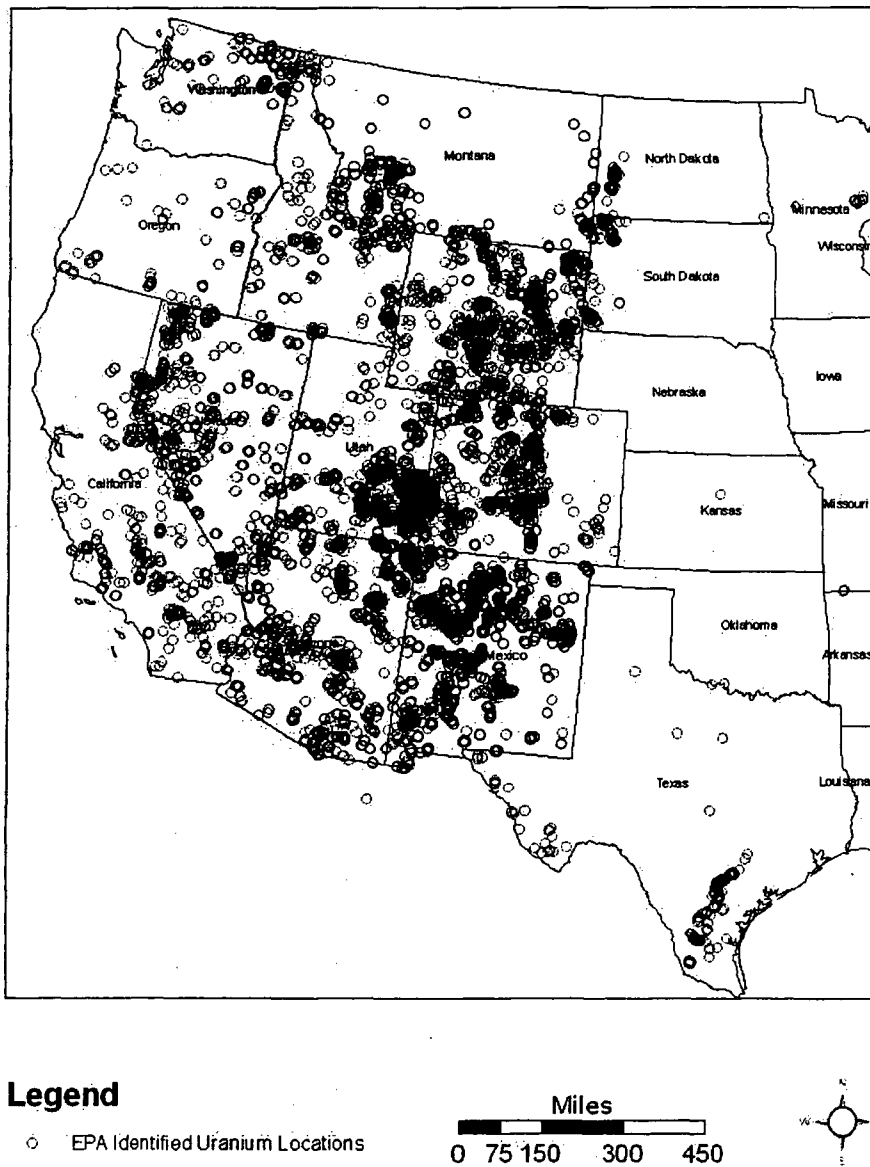 Washington
Montana
North Dakota
Minnesota
Oregon
Wisconsin
South Dakota
Nebraska
Iowa
Utah
California
Kansas
Missouri
Oklahoma
Mexico
Arkansas
Texas
Louisiana
Legend
EPA Identified Uranium Locations
Miles
0 75 150 300 450
N
W
E
S